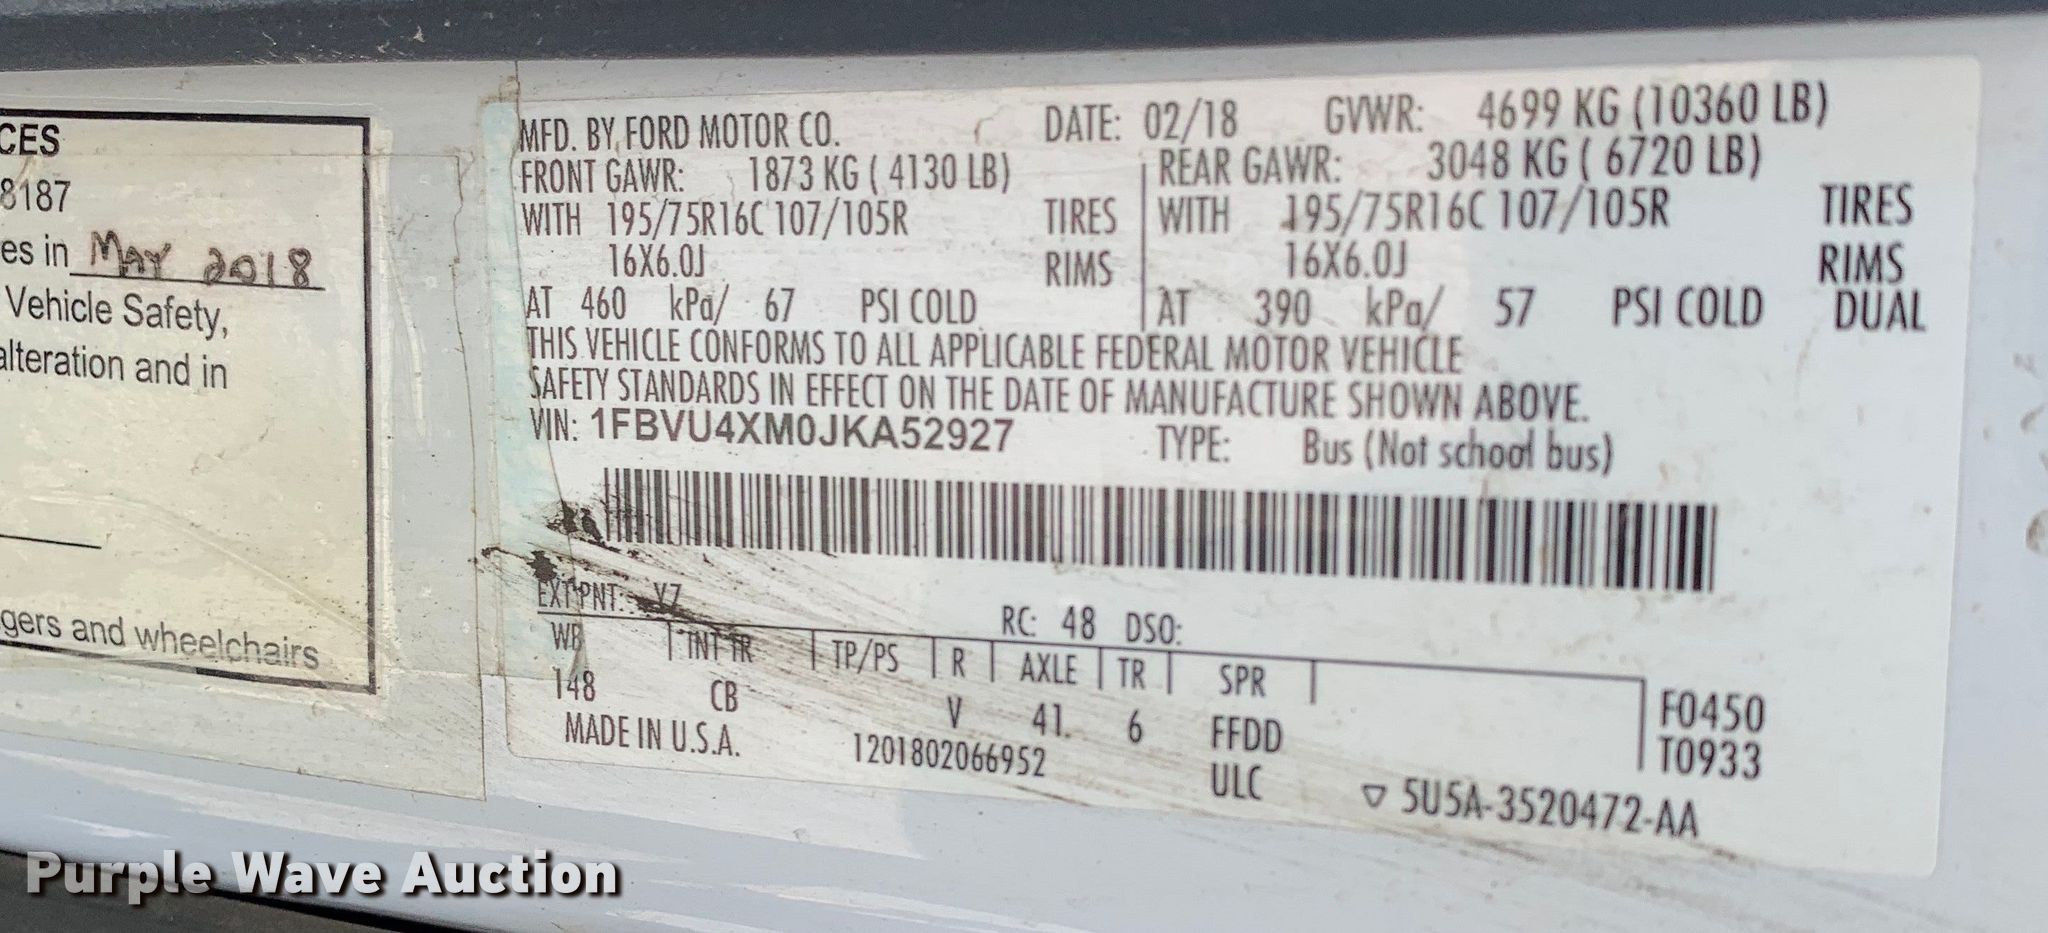 CES
8187
es in May 2018
Vehicle Safety,
alteration and in
gers and wheelchairs
MFD. BY FORD MOTOR CO. DATE: 02/18 GVWR: 4699 KG (10360 LB)
FRONT GAWR: 1873 KG ( 4130 LB) REAR GAWR: 3048 KG ( 6720 LB)
WITH 195/75R16C 107/105R TIRES WITH 195/75R16C 107/105R TIRES
16X6.0J RIMS 16X6.0J RIMS
AT 460 kPa/ 67 PSI COLD AT 390 kPa/ 57 PSI COLD DUAL
THIS VEHICLE CONFORMS TO ALL APPLICABLE FEDERAL MOTOR VEHICLE
SAFETY STANDARDS IN EFFECT ON THE DATE OF MANUFACTURE SHOWN ABOVE.
VIN: 1FBVU4XM0JKA52927 TYPE: Bus (Not school bus)
EXT PNT: YZ RC: 48 DSO:
WB INT TR TP/PS R AXLE TR SPR
148 CB V 41. 6 FFDD F0450
MADE IN U.S.A. 1201802066952 ULC T0933
▽ 5U5A-3520472-AA
Purple Wave Auction